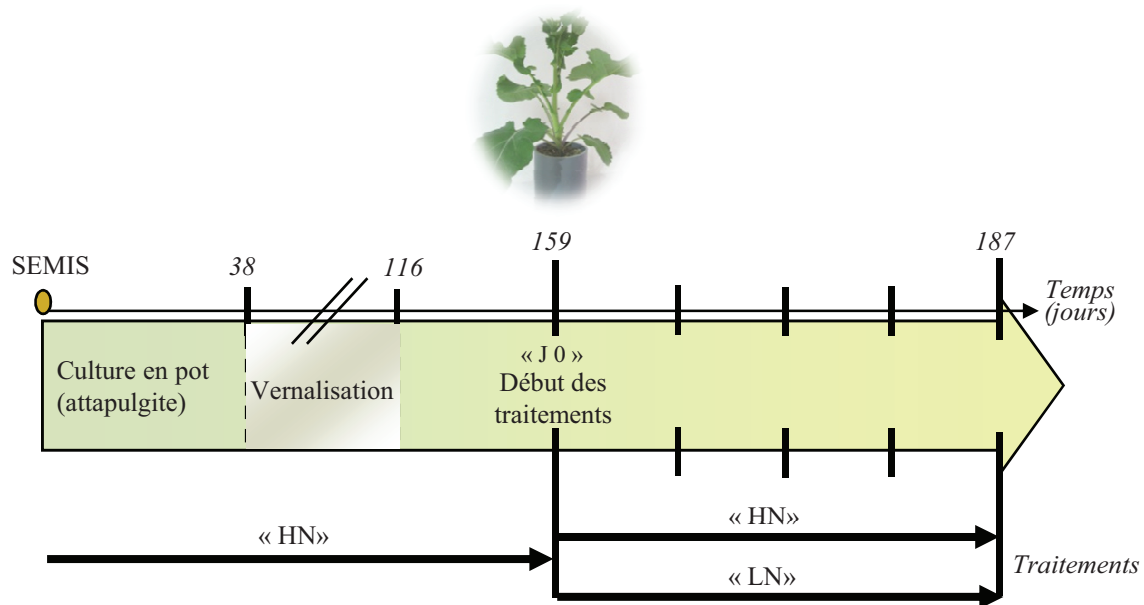 159
187
SEMIS
38
116
Temps
(jours)
« J 0 »
Début des
traitements
Culture en pot
(attapulgite)
Vernalisation
« HN»
« HN»
« LN»
Traitements